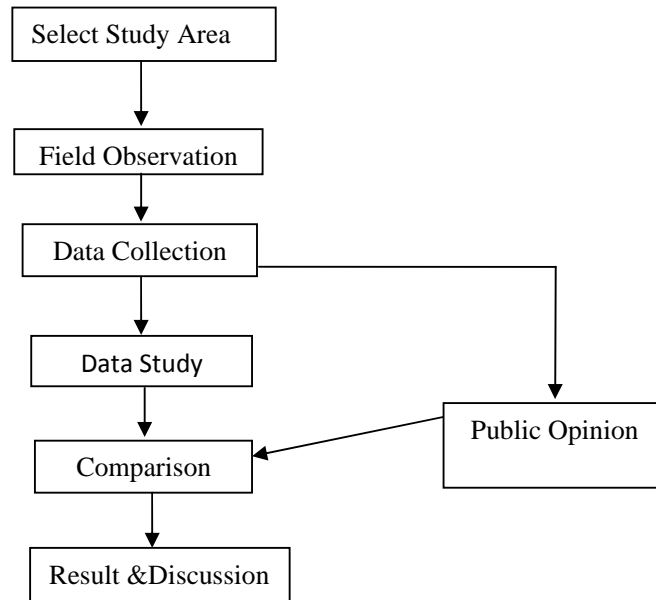 Select Study Area
Field Observation
Data Collection
Data Study
Public Opinion
Comparison
Result &Discussion